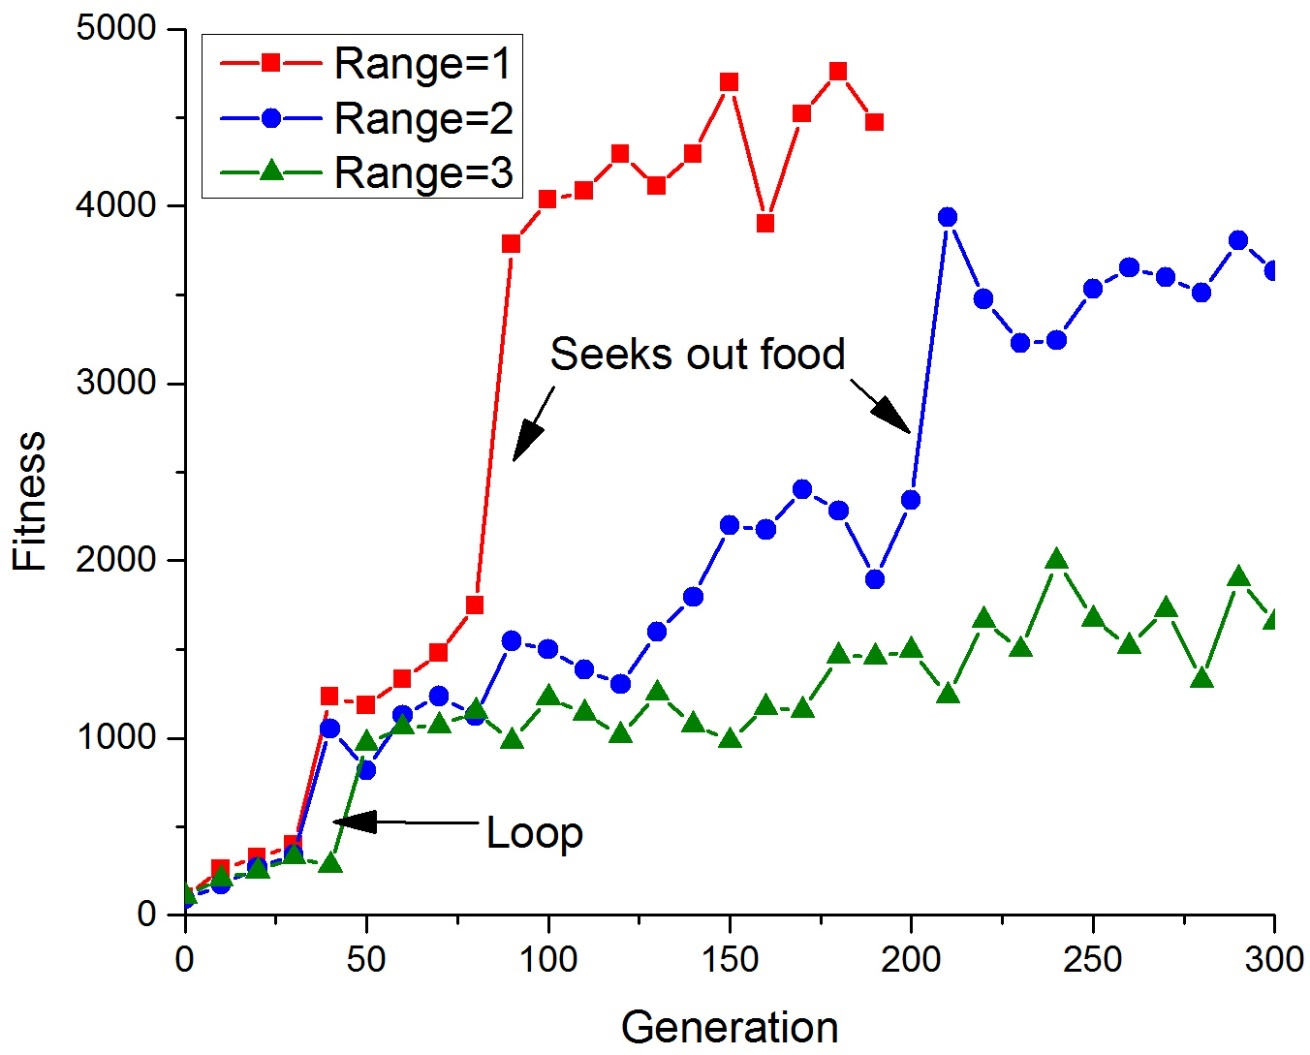 5000
4000
3000
2000
1000
0
Fitness
Range=1
Range=2
Range=3
Seeks out food
Loop
0 50 100 150 200 250 300
Generation